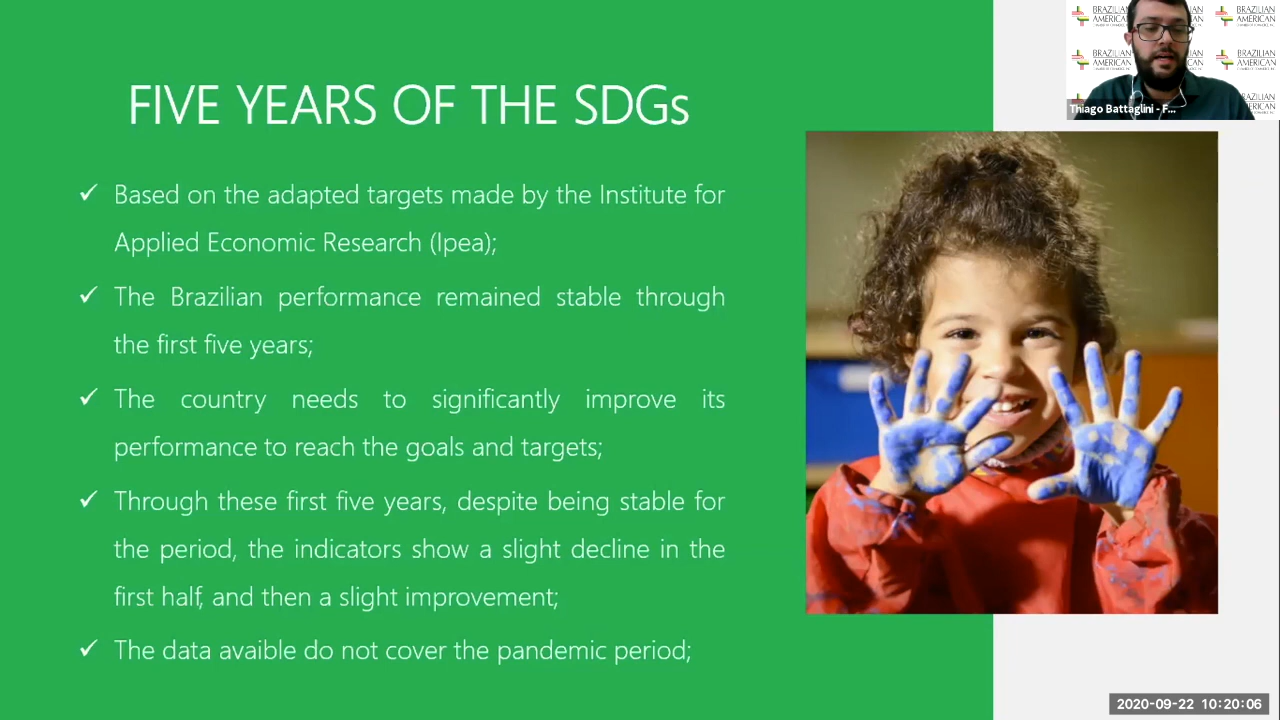 FIVE YEARS OF THE SDGs
Based on the adapted targets made by the Institute for
Applied Economic Research (Ipea);
The Brazilian performance remained stable through
the first five years;
The country needs to significantly improve its
performance to reach the goals and targets;
Through these first five years, despite being stable for
the period, the indicators show a slight decline in the
first half, and then a slight improvement;
The data avaible do not cover the pandemic period;
BRAZILIAN
AMERICAN
BRAZILIAN
AMERICAN
BRAZILIAN
AMERICAN
Thiago Battaglini - F...
2020-09-22 10:20:06